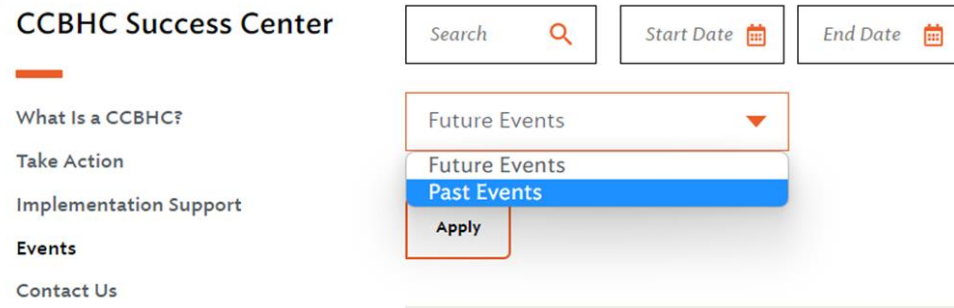 CCBHC Success Center
What Is a CCBHC?
Take Action
Implementation Support
Events
Contact Us
Search
Start Date
End Date
Future Events
Future Events
Past Events
Apply